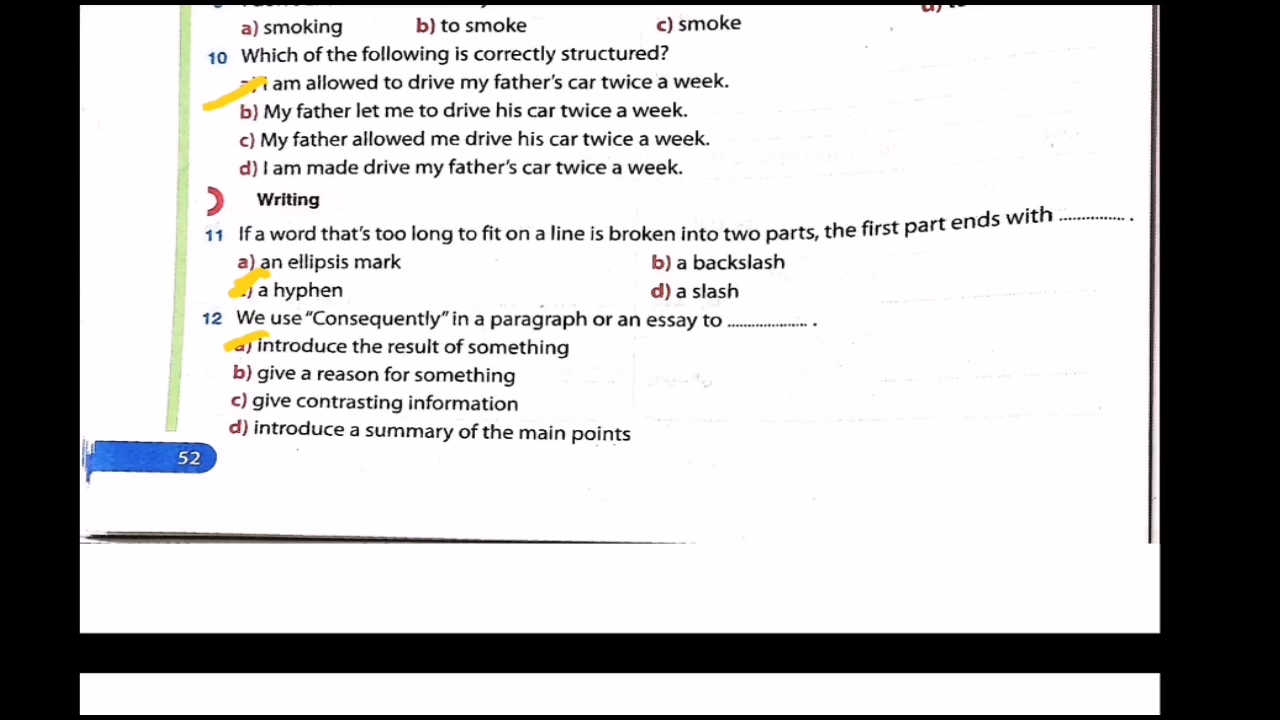 a) smoking b) to smoke c) smoke
10 Which of the following is correctly structured?
I am allowed to drive my father's car twice a week.
b) My father let me to drive his car twice a week.
c) My father allowed me drive his car twice a week.
d) I am made drive my father's car twice a week.
Writing
11 If a word that's too long to fit on a line is broken into two parts, the first part ends with ................ .
a) an ellipsis mark b) a backslash
) a hyphen d) a slash
12 We use "Consequently" in a paragraph or an essay to .................... .
a) introduce the result of something
b) give a reason for something
c) give contrasting information
d) introduce a summary of the main points
52